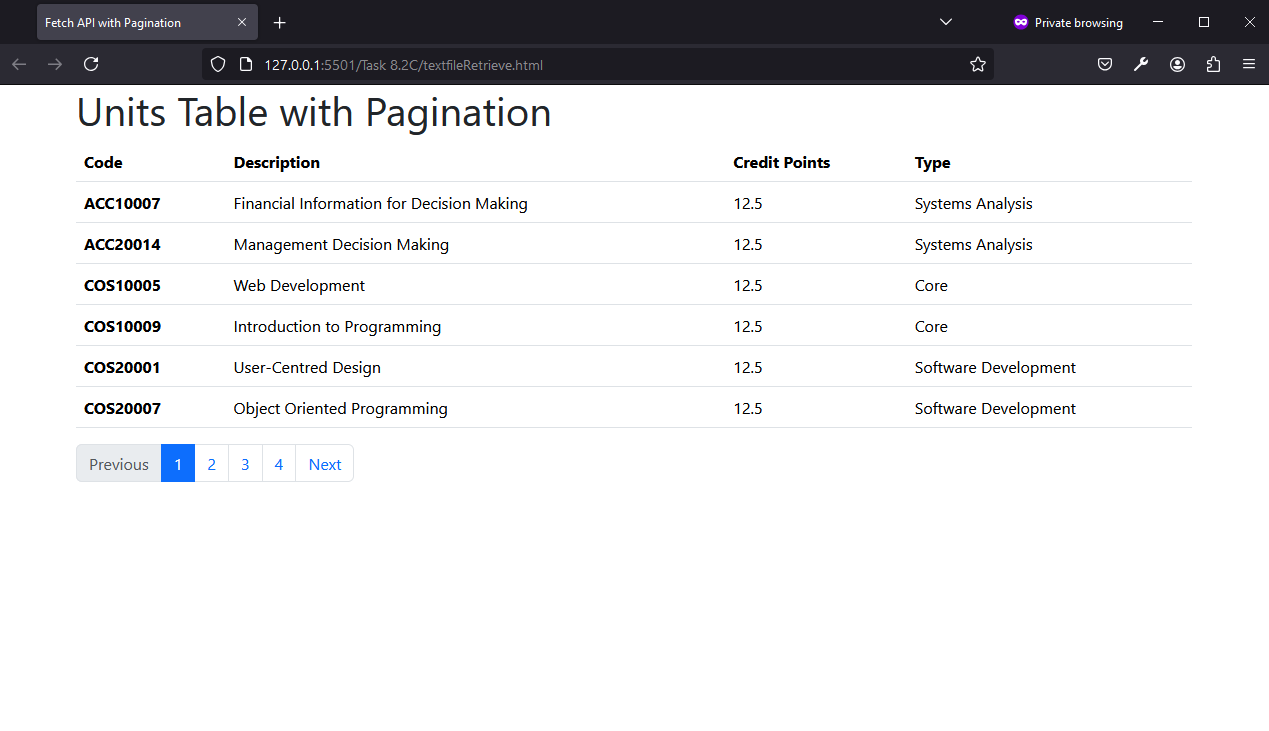 Fetch API with Pagination
Private browsing
127.0.0.1:5501/Task 8.2C/textfileRetrieve.html
Units Table with Pagination
Code Description Credit Points Type
ACC10007 Financial Information for Decision Making 12.5 Systems Analysis
ACC20014 Management Decision Making 12.5 Systems Analysis
COS10005 Web Development 12.5 Core
COS10009 Introduction to Programming 12.5 Core
COS20001 User-Centred Design 12.5 Software Development
COS20007 Object Oriented Programming 12.5 Software Development
Previous 1 2 3 4 Next